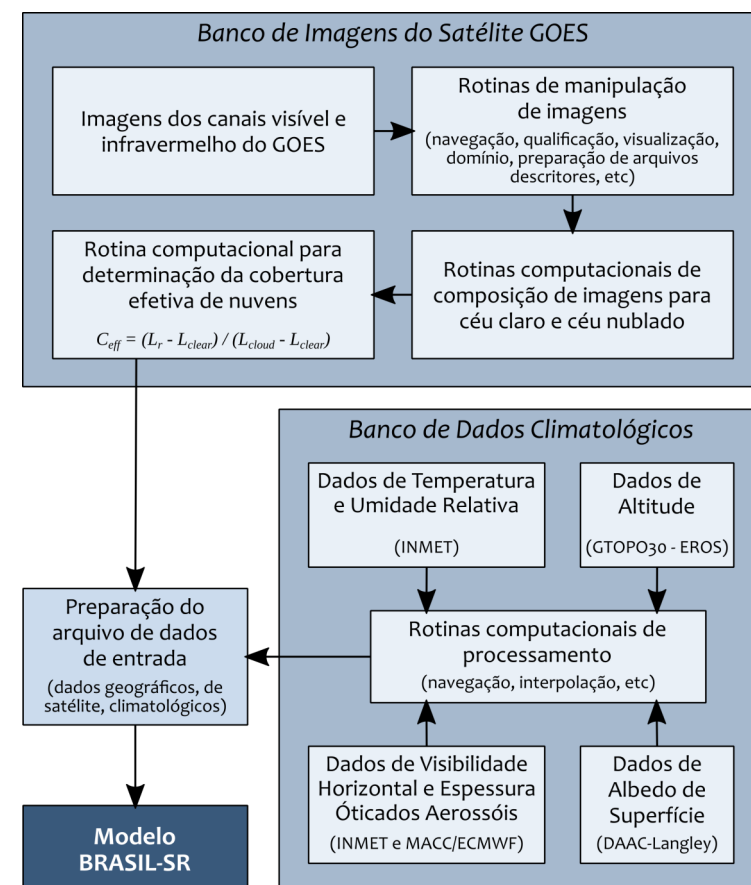 Banco de Imagens do Satélite GOES
Imagens dos canais visível e
infravermelho do GOES
Rotinas de manipulação
de imagens
(navegação, qualificação, visualização,
domínio, preparação de arquivos
descritores, etc)
Rotina computacional para
determinação da cobertura
efetiva de nuvens
C_eff = (L_r - L_clear) / (L_cloud - L_clear)
Rotinas computacionais de
composição de imagens para
céu claro e céu nublado
Banco de Dados Climatológicos
Dados de Temperatura
e Umidade Relativa
(INMET)
Dados de
Altitude
(GTOPO30 - EROS)
Preparação do
arquivo de dados
de entrada
(dados geográficos, de
satélite, climatológicos)
Rotinas computacionais de
processamento
(navegação, interpolação, etc)
Dados de Visibilidade
Horizontal e Espessura
Óticados Aerossóis
(INMET e MACC/ECMWF)
Dados de
Albedo de
Superfície
(DAAC-Langley)
Modelo
BRASIL-SR